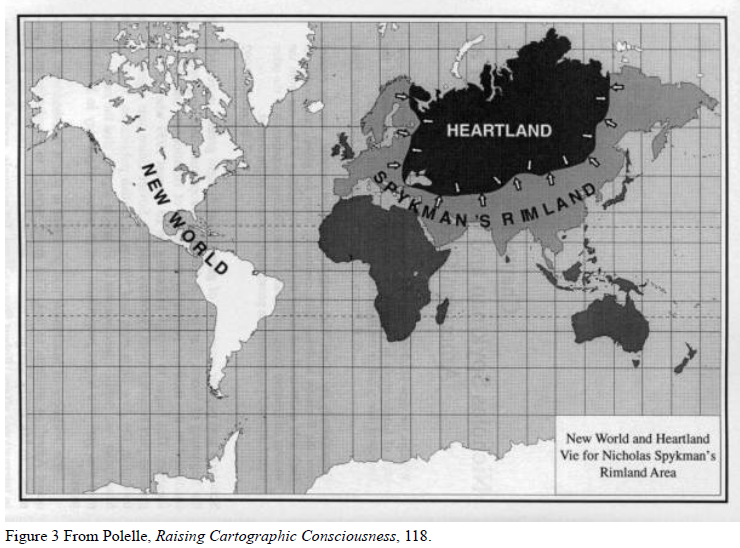 HEARTLAND
NEW WORLD
SPYKMAN'S RIMLAND
New World and Heartland
Vie for Nicholas Spykman's
Rimland Area
Figure 3 From Polelle, Raising Cartographic Consciousness, 118.